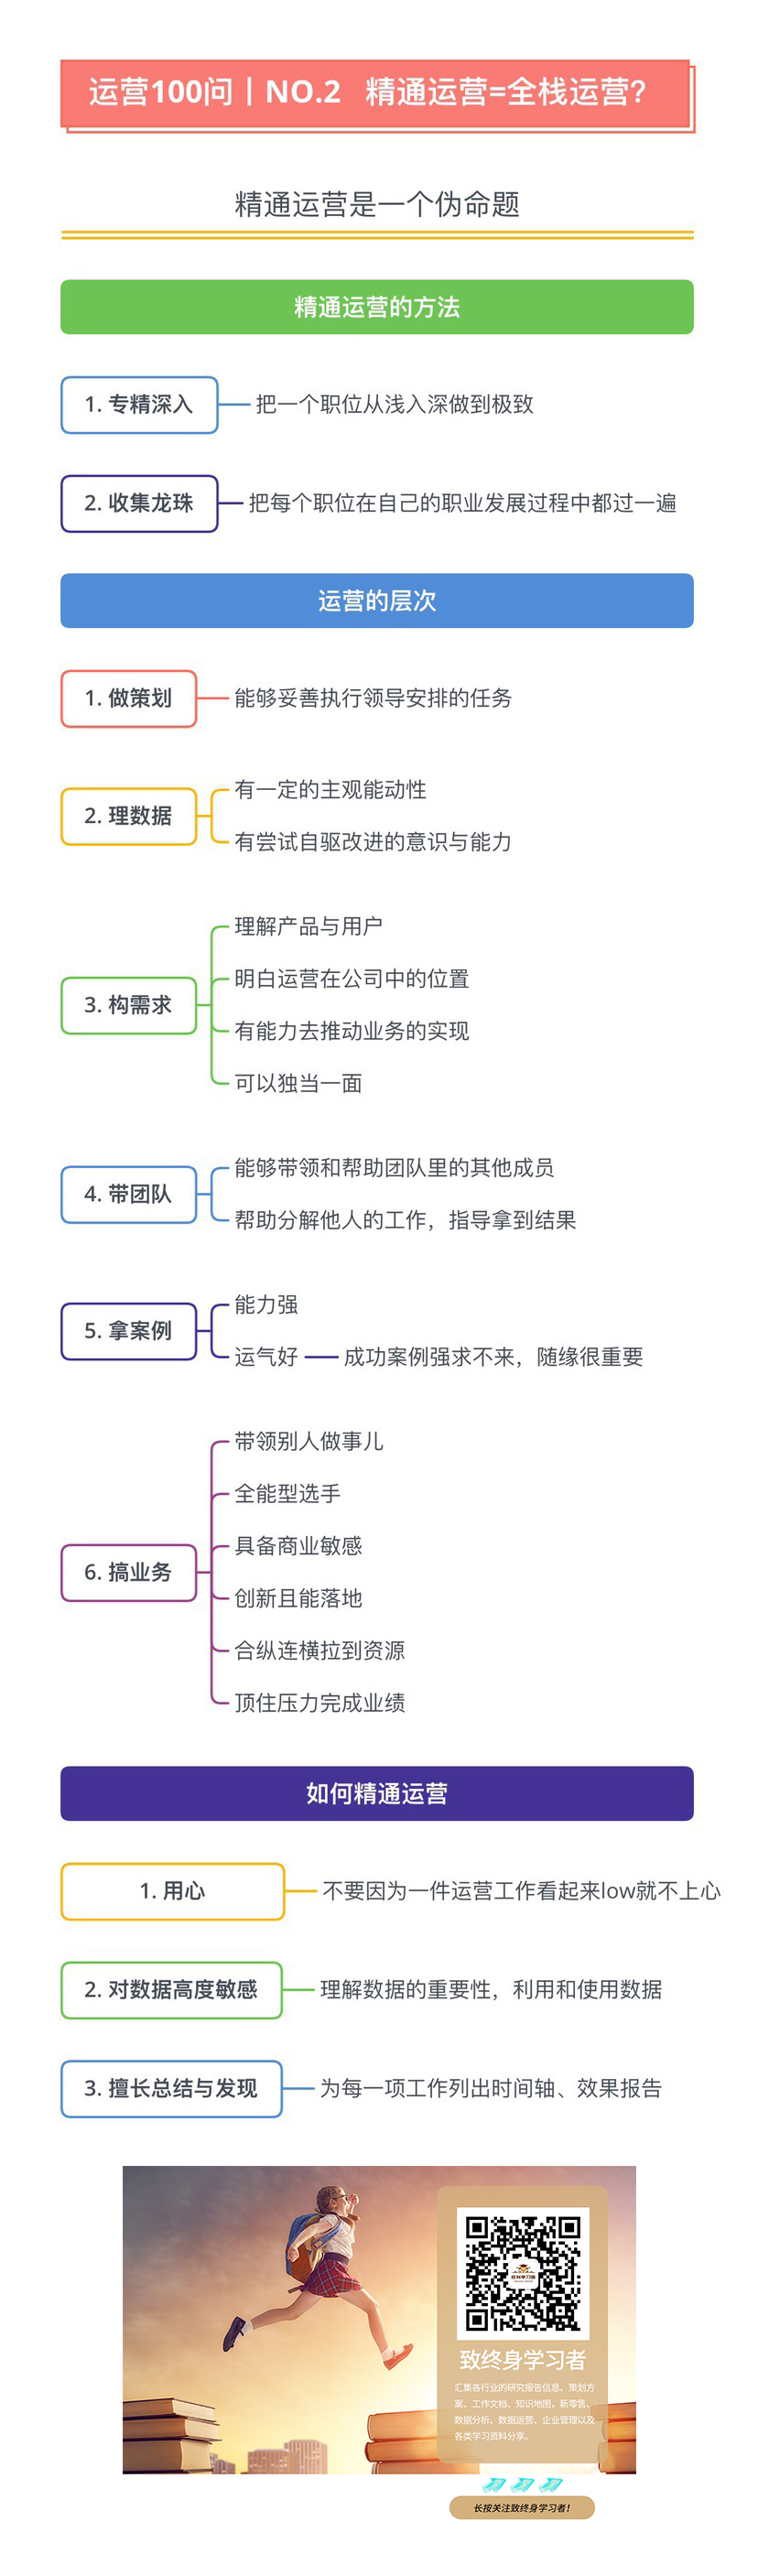 运营100问丨NO.2 精通运营=全栈运营？
精通运营是一个伪命题
精通运营的方法
1. 专精深入
把一个职位从浅入深做到极致
2. 收集龙珠
把每个职位在自己的职业发展过程中都过一遍
运营的层次
1. 做策划
能够妥善执行领导安排的任务
2. 理数据
有一定的主观能动性
有尝试自驱改进的意识与能力
3. 构需求
理解产品与用户
明白运营在公司中的位置
有能力去推动业务的实现
可以独当一面
4. 带团队
能够带领和帮助团队里的其他成员
帮助分解他人的工作，指导拿到结果
5. 拿案例
能力强
运气好
成功案例强求不来，随缘很重要
6. 搞业务
带领别人做事儿
全能型选手
具备商业敏感
创新且能落地
合纵连横拉到资源
顶住压力完成业绩
如何精通运营
1. 用心
不要因为一件运营工作看起来low就不上心
2. 对数据高度敏感
理解数据的重要性，利用和使用数据
3. 擅长总结与发现
为每一项工作列出时间轴、效果报告
致终身学习者
汇集各行业的研究报告信息、策划方
案、工作文档、知识地图，新零售、
数据分析、数据运营、企业管理以及
各类学习资料分享。
长按关注致终身学习者！